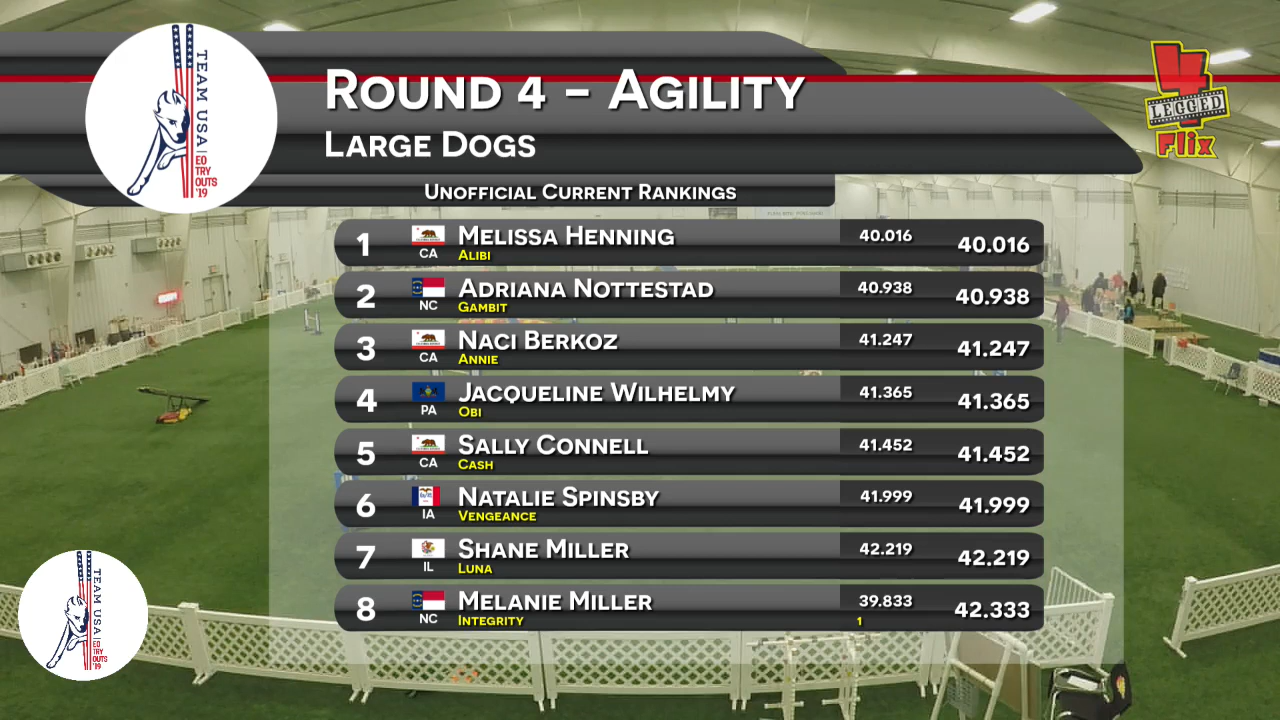 TEAM USA
EO
TRY
OUTS
'19
ROUND 4 – AGILITY
LARGE DOGS
4
LEGGED
Flix
UNOFFICIAL CURRENT RANKINGS
1 CA MELISSA HENNING ALIBI 40.016 40.016
2 NC ADRIANA NOTTESTAD GAMBIT 40.938 40.938
3 CA NACI BERKOZ ANNIE 41.247 41.247
4 PA JACQUELINE WILHELMY OBI 41.365 41.365
5 CA SALLY CONNELL CASH 41.452 41.452
6 IA NATALIE SPINSBY VENGEANCE 41.999 41.999
7 IL SHANE MILLER LUNA 42.219 42.219
8 NC MELANIE MILLER INTEGRITY 39.833 1 42.333
TEAM USA
EO
TRY
OUTS
'19